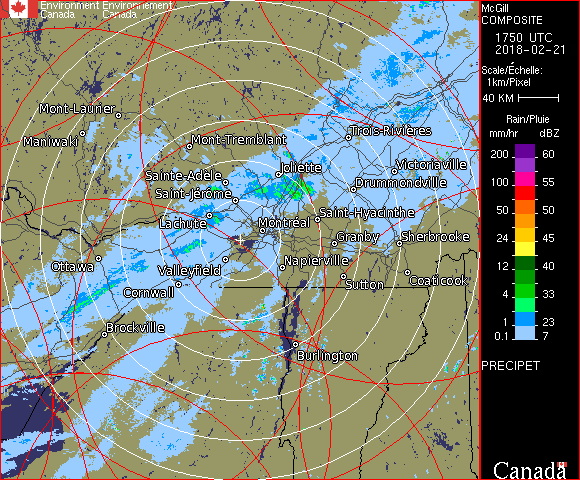 Environment Environnement
Canada Canada
McGill
COMPOSITE
1750 UTC
2018-02-21
Scale/Échelle:
1km/Pixel
40 KM
Rain/Pluie
mm/hr dBZ
200 60
100 55
50 50
24 45
24 45
12 40
4 33
1 23
0.1 7
PRECIPET
Canada
Mont-Laurier
Maniwaki
Mont-Tremblant
Trois-Rivières
Sainte-Adèle
Joliette
Victoriaville
Saint-Jérôme
Drummondville
Lachute
Montréal
Saint-Hyacinthe
Granby
Sherbrooke
Ottawa
Valleyfield
Napierville
Cornwall
Sutton
Coaticook
Brockville
Burlington